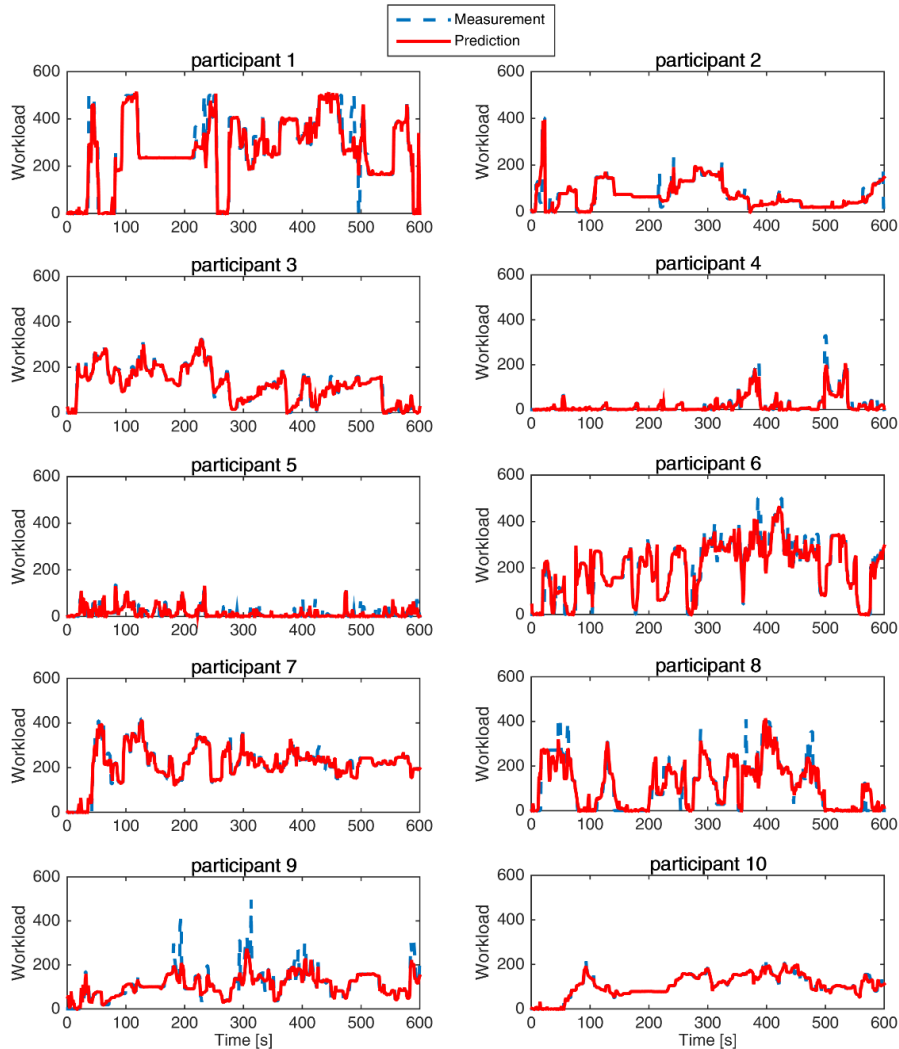 Measurement
Prediction
participant 1
participant 2
600
400
200
0
Workload
0 100 200 300 400 500 600
600
400
200
0
Workload
0 100 200 300 400 500 600
participant 3
participant 4
600
400
200
0
Workload
0 100 200 300 400 500 600
600
400
200
0
Workload
0 100 200 300 400 500 600
participant 5
participant 6
600
400
200
0
Workload
0 100 200 300 400 500 600
600
400
200
0
Workload
0 100 200 300 400 500 600
participant 7
participant 8
600
400
200
0
Workload
0 100 200 300 400 500 600
600
400
200
0
Workload
0 100 200 300 400 500 600
participant 9
participant 10
600
400
200
0
Workload
0 100 200 300 400 500 600
Time [s]
600
400
200
0
Workload
0 100 200 300 400 500 600
Time [s]